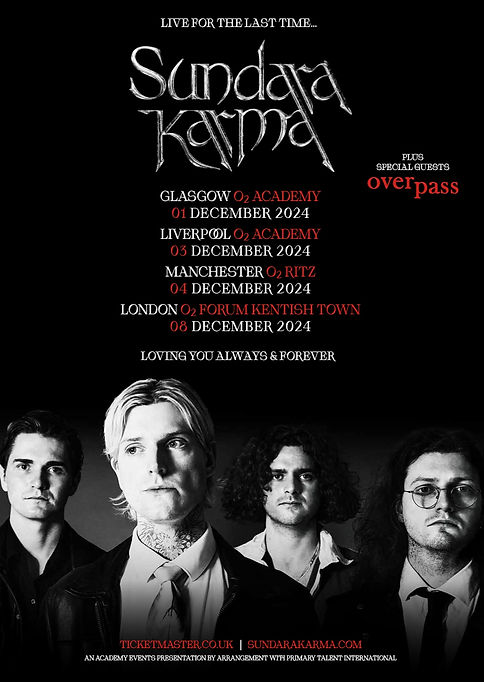 LIVE FOR THE LAST TIME...
Sundara
Karma
PLUS
SPECIAL GUESTS
overpass
GLASGOW O2 ACADEMY
01 DECEMBER 2024
LIVERPOOL O2 ACADEMY
03 DECEMBER 2024
MANCHESTER O2 RITZ
04 DECEMBER 2024
LONDON O2 FORUM KENTISH TOWN
08 DECEMBER 2024
LOVING YOU ALWAYS & FOREVER
TICKETMASTER.CO.UK | SUNDARAKARMA.COM
AN ACADEMY EVENTS PRESENTATION BY ARRANGEMENT WITH PRIMARY TALENT INTERNATIONAL